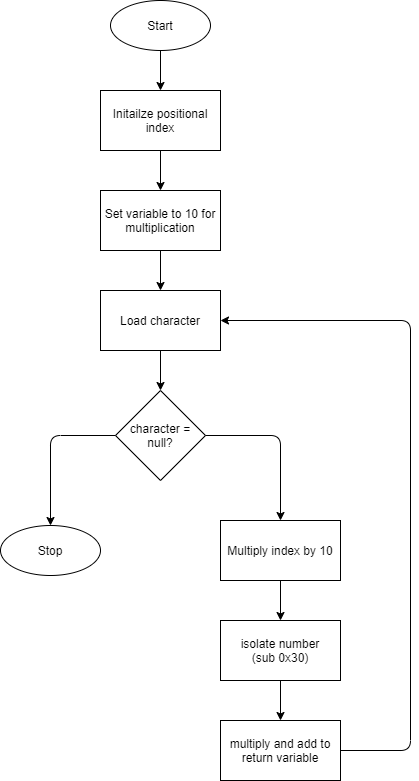 Start
Initailze positional
index
Set variable to 10 for
multiplication
Load character
character =
null?
Stop
Multiply index by 10
isolate number
(sub 0x30)
multiply and add to
return variable